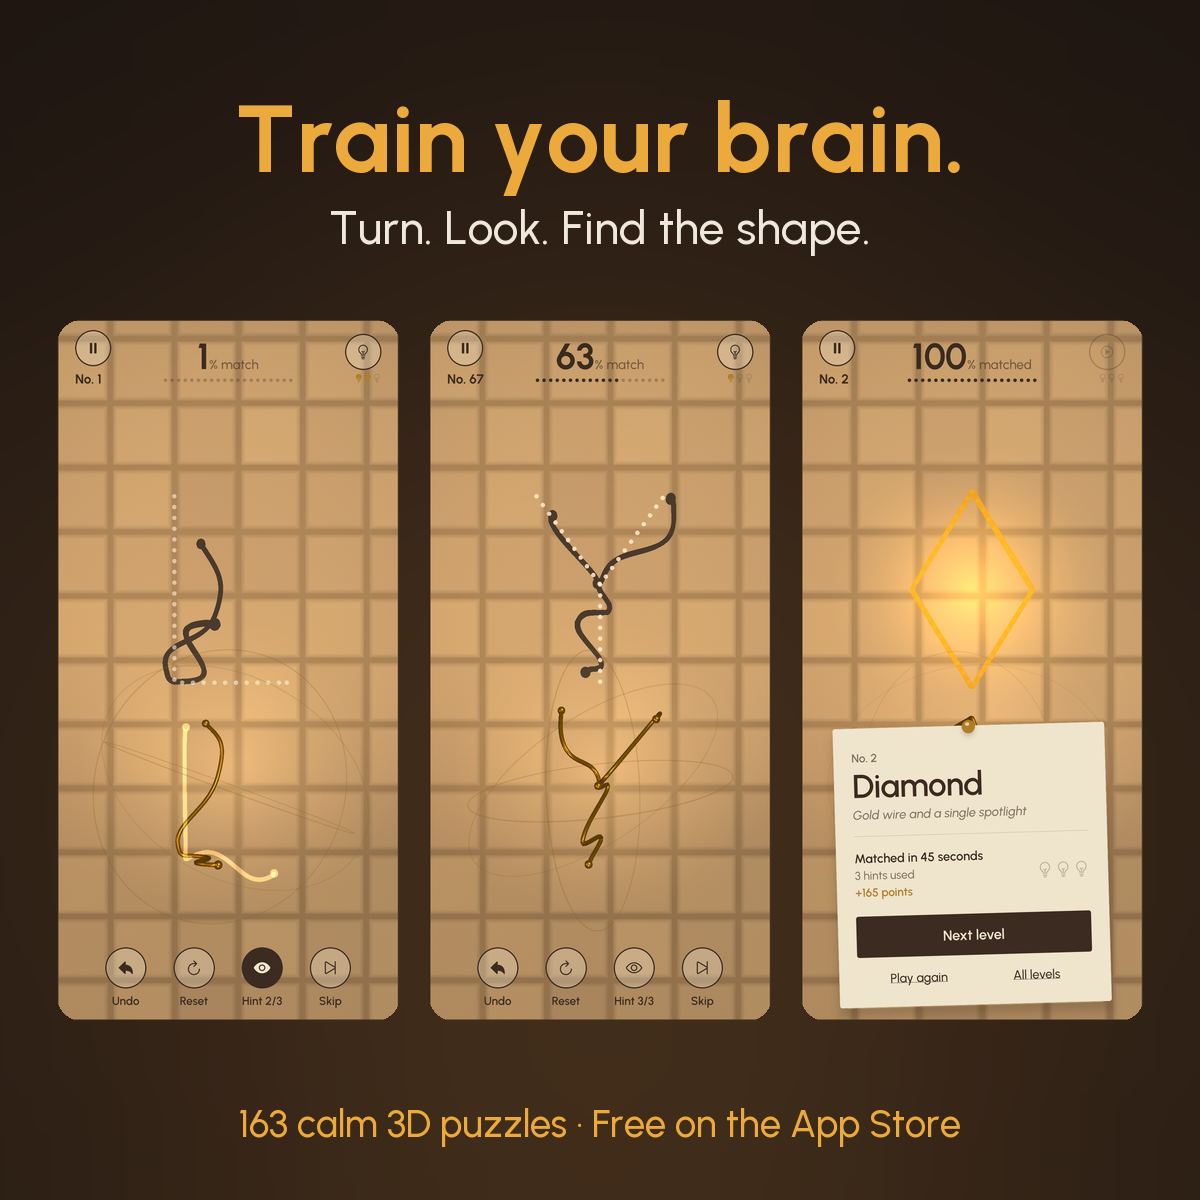 Train your brain.
Turn. Look. Find the shape.
1% match
No. 1
Undo
Reset
Hint 2/3
Skip
63% match
No. 67
Undo
Reset
Hint 3/3
Skip
100% matched
No. 2
No. 2
Diamond
Gold wire and a single spotlight
Matched in 45 seconds
3 hints used
+165 points
Next level
Play again
All levels
163 calm 3D puzzles · Free on the App Store